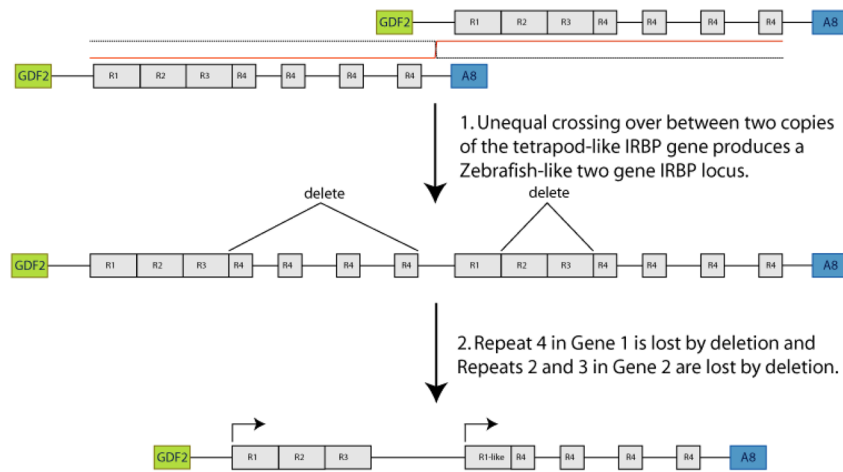 GDF2 R1 R2 R3 R4 R4 R4 R4 A8
GDF2 R1 R2 R3 R4 R4 R4 R4 A8
1. Unequal crossing over between two copies
of the tetrapod-like IRBP gene produces a
Zebrafish-like two gene IRBP locus.
delete delete
GDF2 R1 R2 R3 R4 R4 R4 R4 R1 R2 R3 R4 R4 R4 R4 A8
2. Repeat 4 in Gene 1 is lost by deletion and
Repeats 2 and 3 in Gene 2 are lost by deletion.
GDF2 R1 R2 R3 R1-like R4 R4 R4 R4 A8